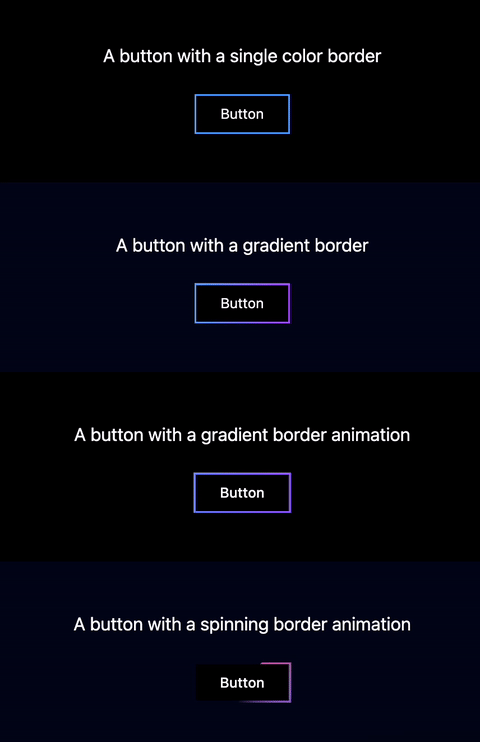 A button with a single color border
Button
A button with a gradient border
Button
A button with a gradient border animation
Button
A button with a spinning border animation
Button